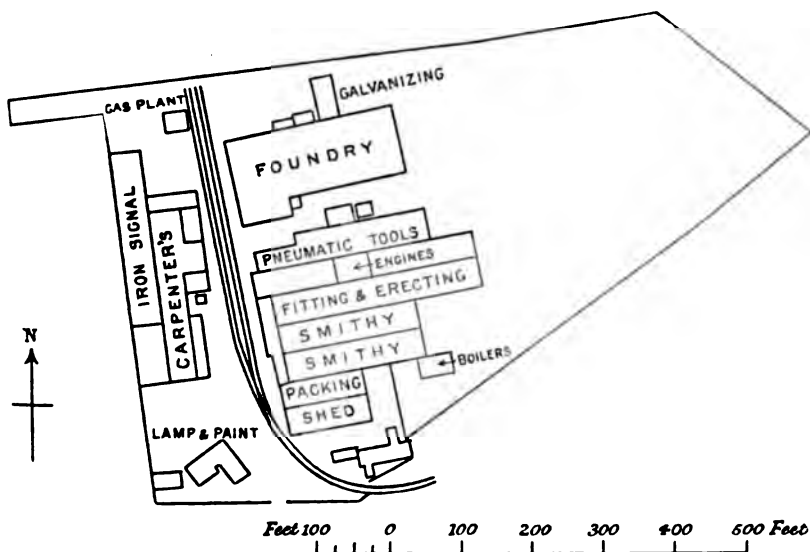 GAS PLANT
GALVANIZING
FOUNDRY
IRON SIGNAL
CARPENTER'S
PNEUMATIC TOOLS
ENGINES
FITTING & ERECTING
SMITHY
SMITHY
BOILERS
PACKING
SHED
N
LAMP & PAINT
Feet 100 0 100 200 300 400 500 Feet